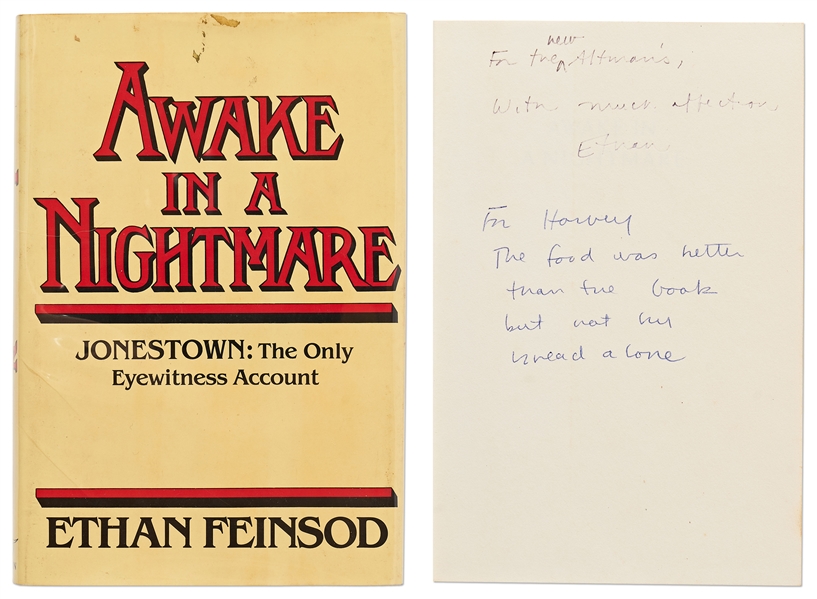 AWAKE
IN A
NIGHTMARE
JONESTOWN: The Only
Eyewitness Account
ETHAN FEINSOD
new
For the ^ Altman's,
With much affection
Ethan
For Harvey
The food was better
than the book
but not by
bread alone